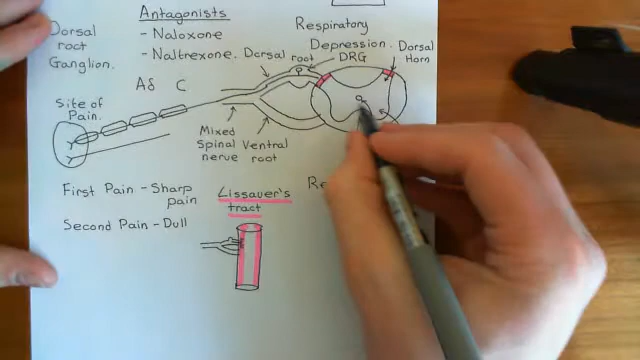 Antagonists
- Naloxone
- Naltrexone.
Respiratory
Depression.
Dorsal
root
Ganglion.
Dorsal root
DRG
Dorsal
Horn
Aδ C
Site of
Pain.
Mixed
Spinal
nerve
Ventral
root
First Pain - Sharp
pain
Second Pain - Dull
Lissauer's
tract